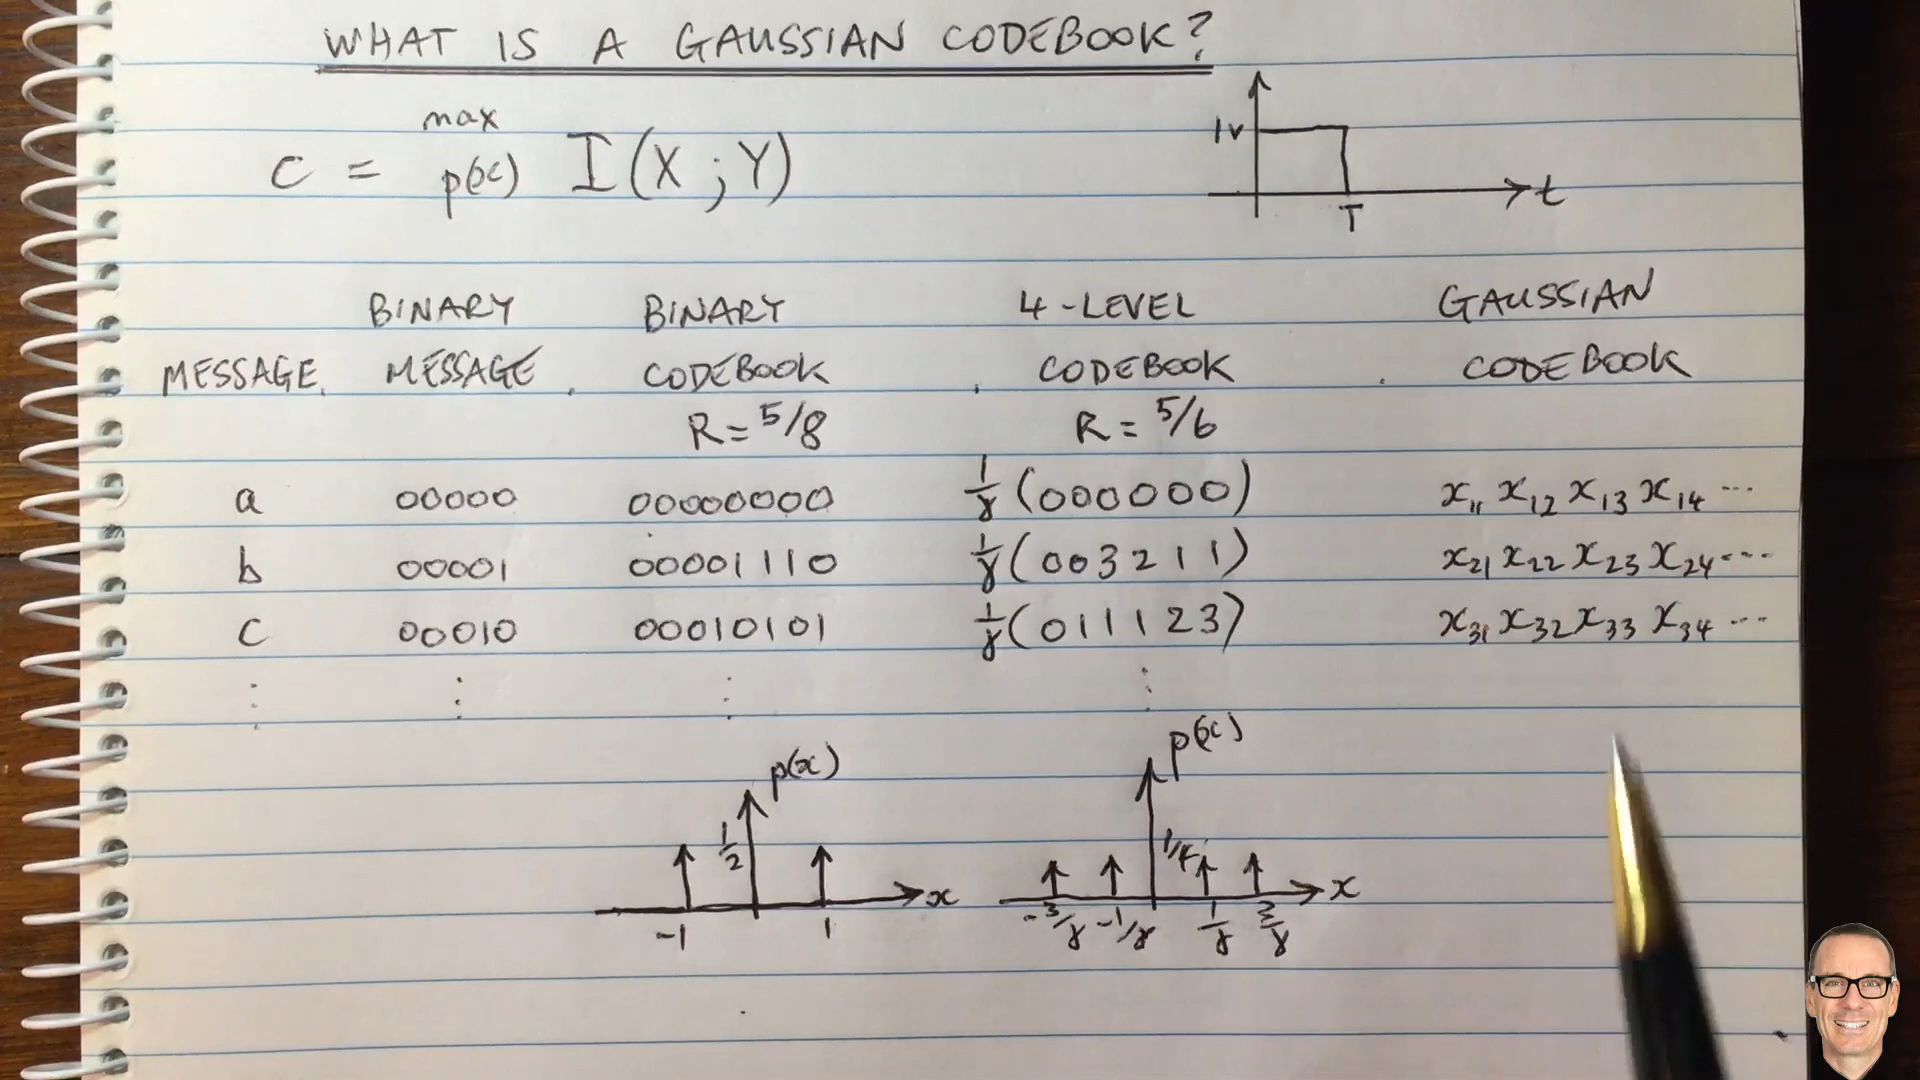 WHAT IS A GAUSSIAN CODEBOOK?
max
C = p(x) I(X;Y)
1v
t
T
BINARY BINARY 4-LEVEL GAUSSIAN
MESSAGE MESSAGE CODEBOOK CODEBOOK CODEBOOK
R = 5/8 R = 5/6
a 00000 00000000 1/γ (000000) x11 x12 x13 x14 ...
b 00001 00001110 1/γ (003211) x21 x22 x23 x24 ...
c 00010 00010101 1/γ (011123) x31 x32 x33 x34 ...
⋮ ⋮ ⋮ ⋮
p(x) p(x)
1/2 1/4
x x
-1 1 -3/γ -1/γ 1/γ 3/γ